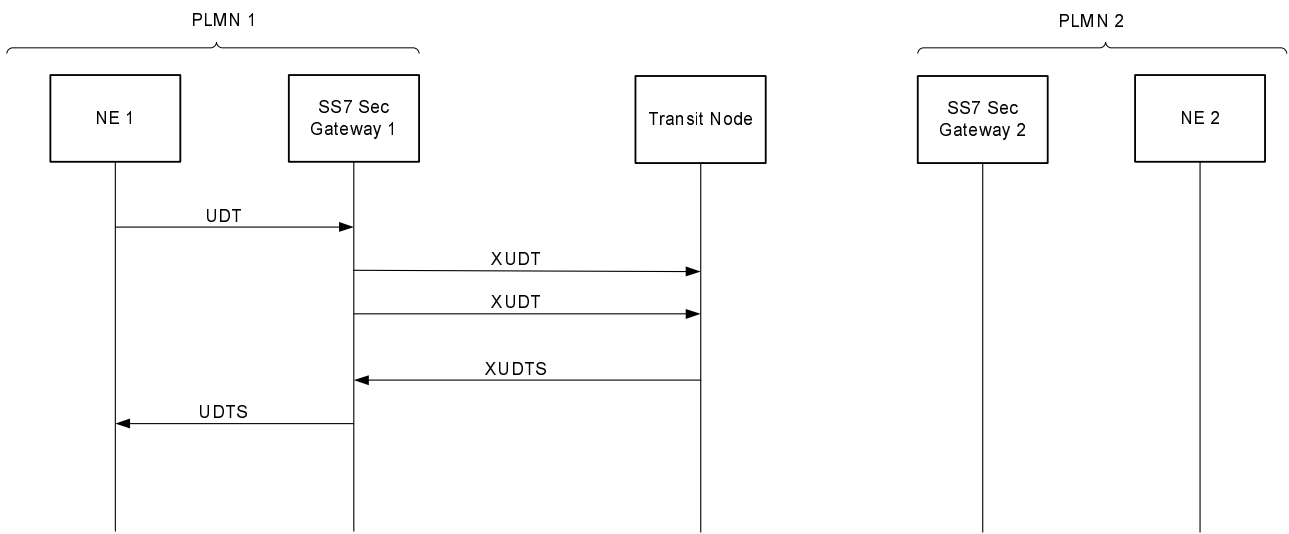 PLMN 1
PLMN 2
NE 1
SS7 Sec
Gateway 1
Transit Node
SS7 Sec
Gateway 2
NE 2
UDT
XUDT
XUDT
XUDTS
UDTS